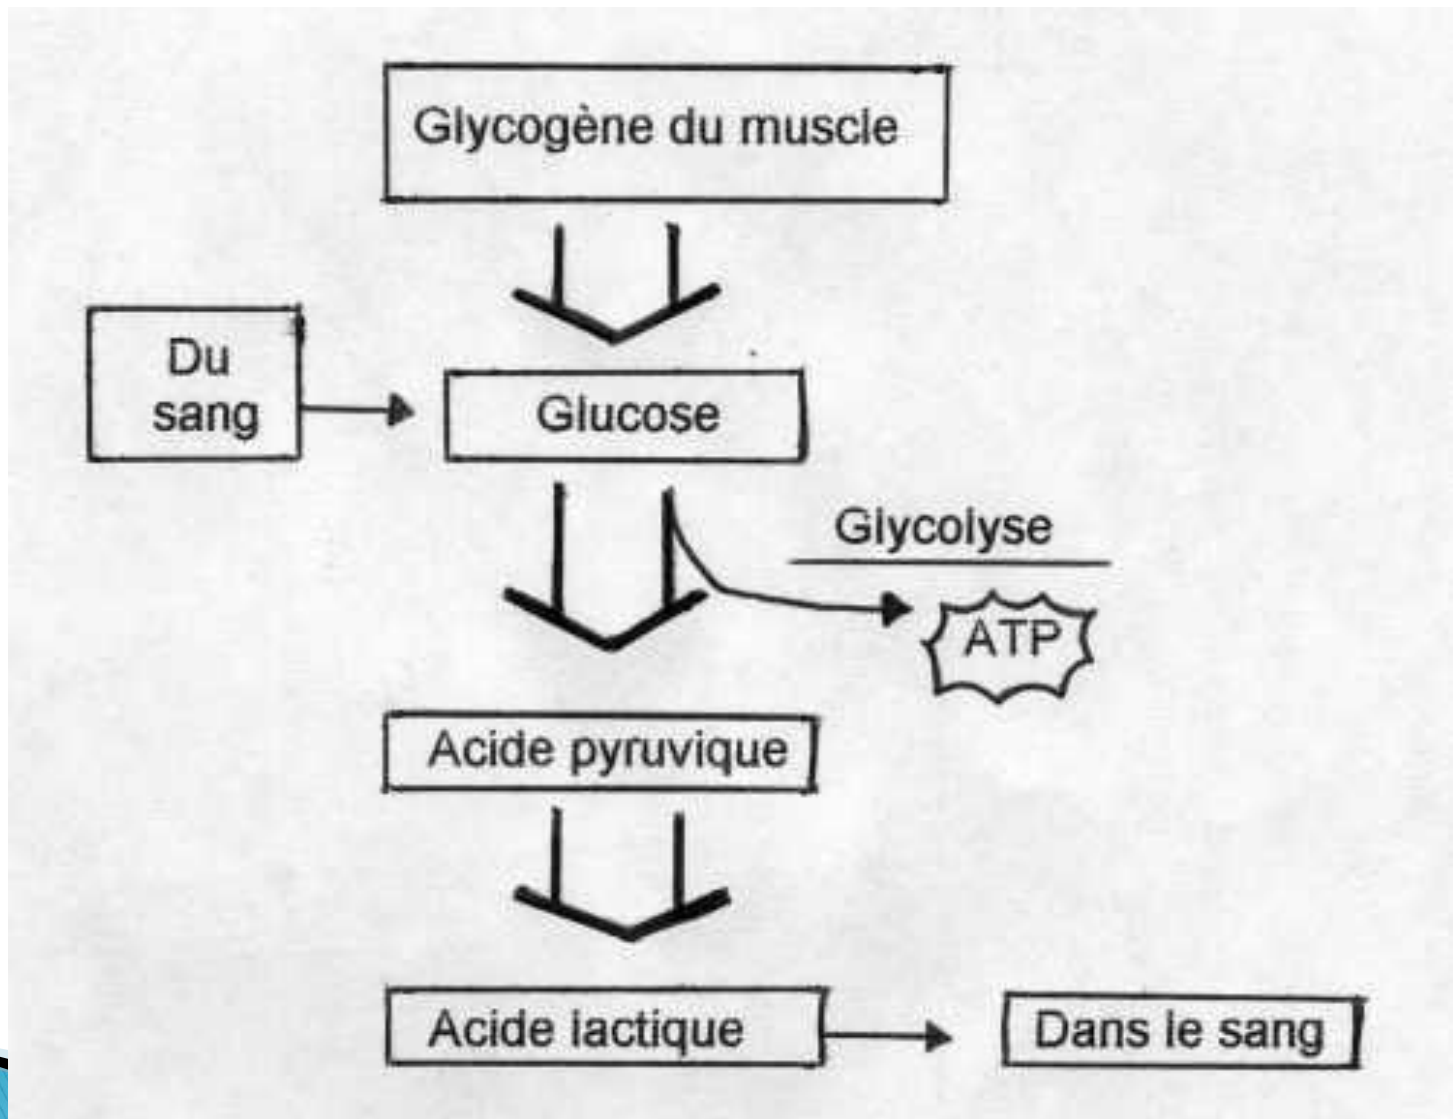 Glycogène du muscle
Du
sang
Glucose
Glycolyse
ATP
Acide pyruvique
Acide lactique
Dans le sang